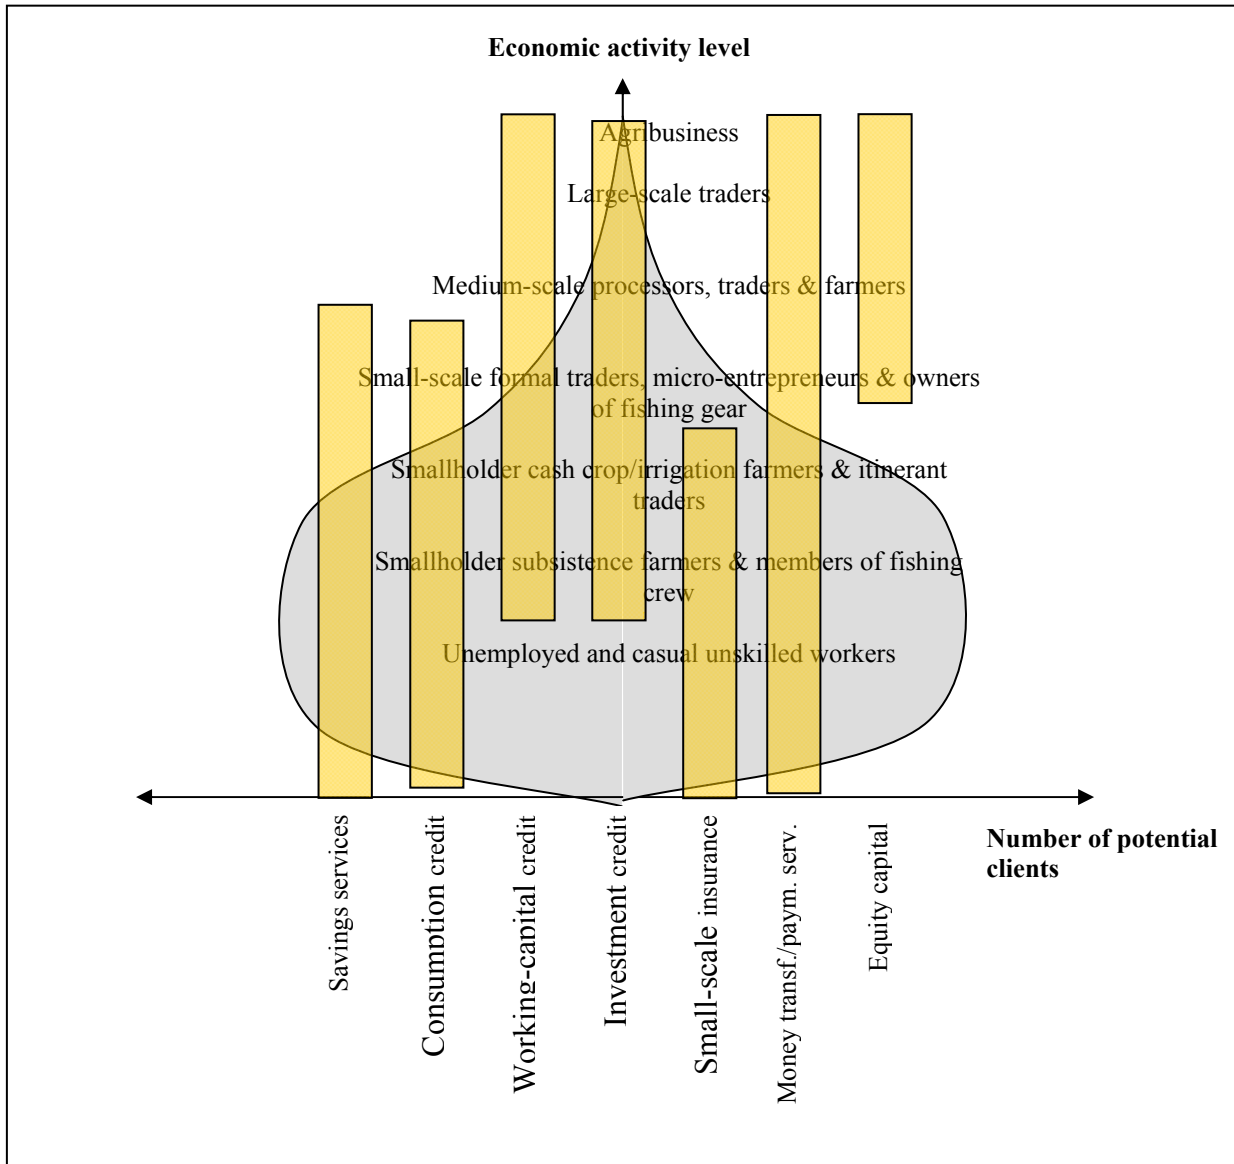 Economic activity level
Agribusiness
Large-scale traders
Medium-scale processors, traders & farmers
Small-scale formal traders, micro-entrepreneurs & owners
of fishing gear
Smallholder cash crop/irrigation farmers & itinerant
traders
Smallholder subsistence farmers & members of fishing
crew
Unemployed and casual unskilled workers
Savings services
Consumption credit
Working-capital credit
Investment credit
Small-scale insurance
Money transf./paym. serv.
Equity capital
Number of potential
clients